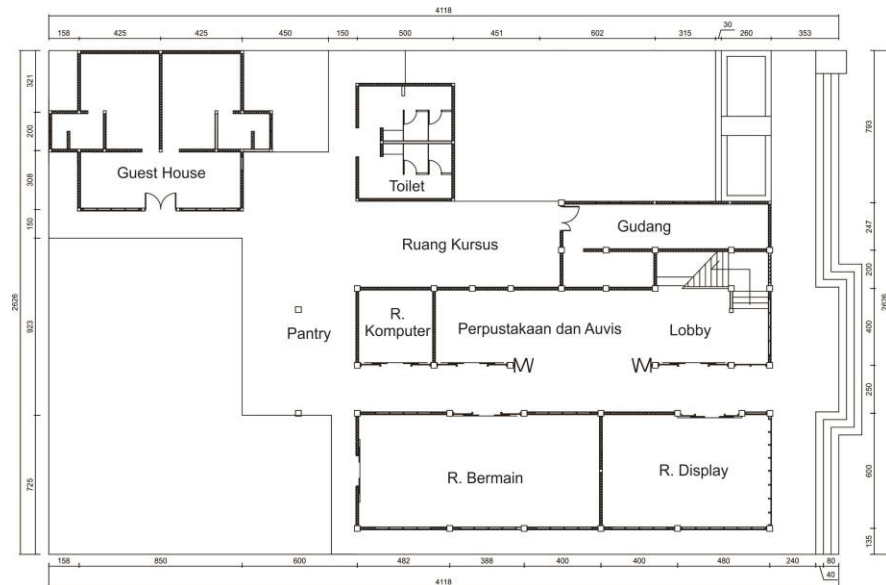 4118
158 425 425 450 150 500 451 602 315 30 260 353
321
200
308
150
923
725
2626
793
247
200
400
250
600
135
2626
Guest House
Toilet
Gudang
Ruang Kursus
R.
Komputer
Pantry
Perpustakaan dan Auvis
Lobby
R. Bermain
R. Display
158 850 600 482 388 400 400 480 240 80
40
4118